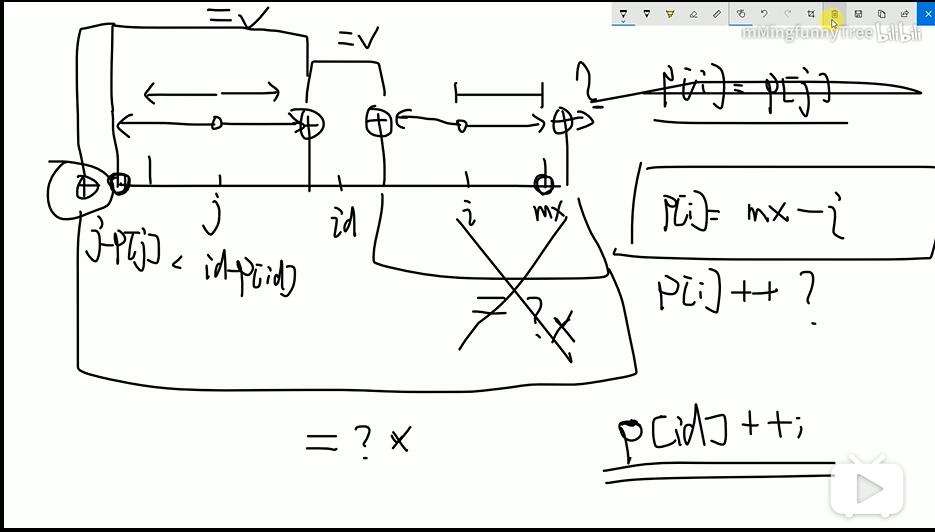 = √
mMingfunnyTree bilibili
= √
?
p[i] = p[j]
j
id
i
mx
p[i] = mx - i
j-p[j] < id-p[id]
p[i]++ ?
= ? x
p[id]++;
= ? x